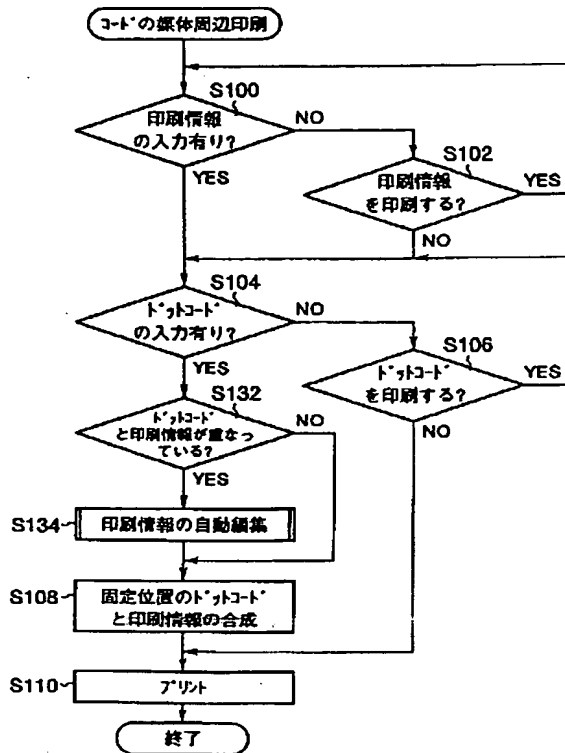 コードの媒体周辺印刷
S100
印刷情報
の入力有り?
NO
YES
S102
印刷情報
を印刷する?
YES
NO
S104
ドットコード
の入力有り?
NO
YES
S106
ドットコード
を印刷する?
YES
NO
S132
ドットコード
と印刷情報が重なっ
ている?
NO
YES
S134
印刷情報の自動編集
S108
固定位置のドットコード
と印刷情報の合成
S110
プリント
終了